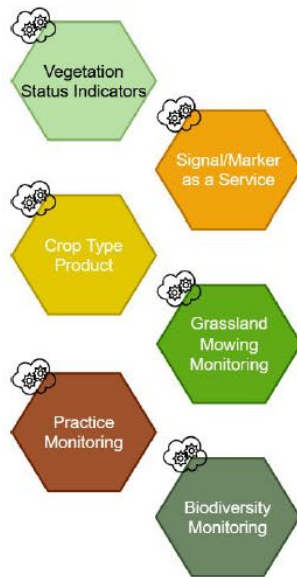 Vegetation
Status Indicators
Signal/Marker
as a Service
Crop Type
Product
Grassland
Mowing
Monitoring
Practice
Monitoring
Biodiversity
Monitoring